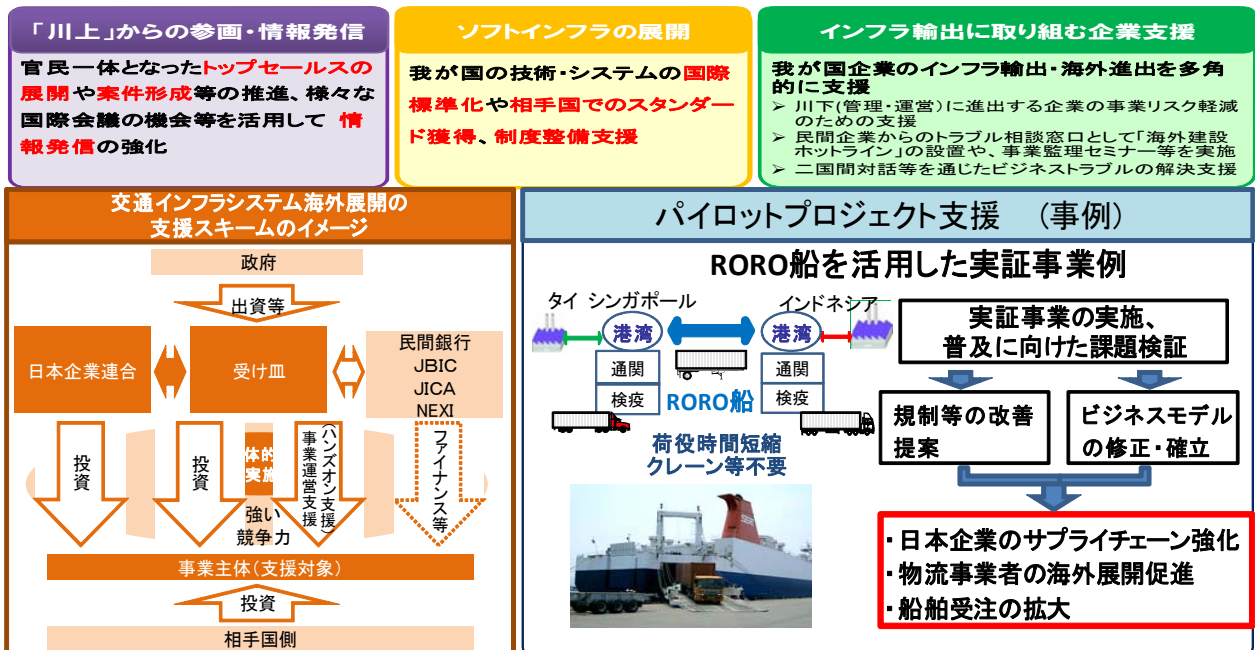 「川上」からの参画・情報発信
官民一体となったトップセールスの
展開や案件形成等の推進、様々な
国際会議の機会等を活用して 情
報発信の強化
ソフトインフラの展開
我が国の技術・システムの国際
標準化や相手国でのスタンダー
ド獲得、制度整備支援
インフラ輸出に取り組む企業支援
我が国企業のインフラ輸出・海外進出を多角
的に支援
➢ 川下(管理・運営)に進出する企業の事業リスク軽減
のための支援
➢ 民間企業からのトラブル相談窓口として「海外建設
ホットライン」の設置や、事業監理セミナー等を実施
➢ 二国間対話等を通じたビジネストラブルの解決支援
交通インフラシステム海外展開の
支援スキームのイメージ
政府
出資等
日本企業連合
受け皿
民間銀行
JBIC
JICA
NEXI
投資
投資
体的
実施
強い
競争力
事業運営支援
(ハンズオン支援)
ファイナンス等
事業主体(支援対象)
投資
相手国側
パイロットプロジェクト支援 (事例)
RORO船を活用した実証事業例
タイ シンガポール
インドネシア
港湾
港湾
通関
通関
検疫
検疫
RORO船
荷役時間短縮
クレーン等不要
実証事業の実施、
普及に向けた課題検証
規制等の改善
提案
ビジネスモデル
の修正・確立
・日本企業のサプライチェーン強化
・物流事業者の海外展開促進
・船舶受注の拡大